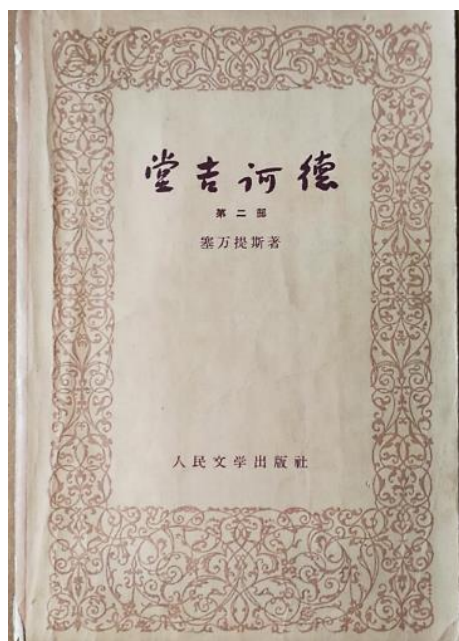 堂吉诃德
第二部
塞万提斯著
人民文学出版社